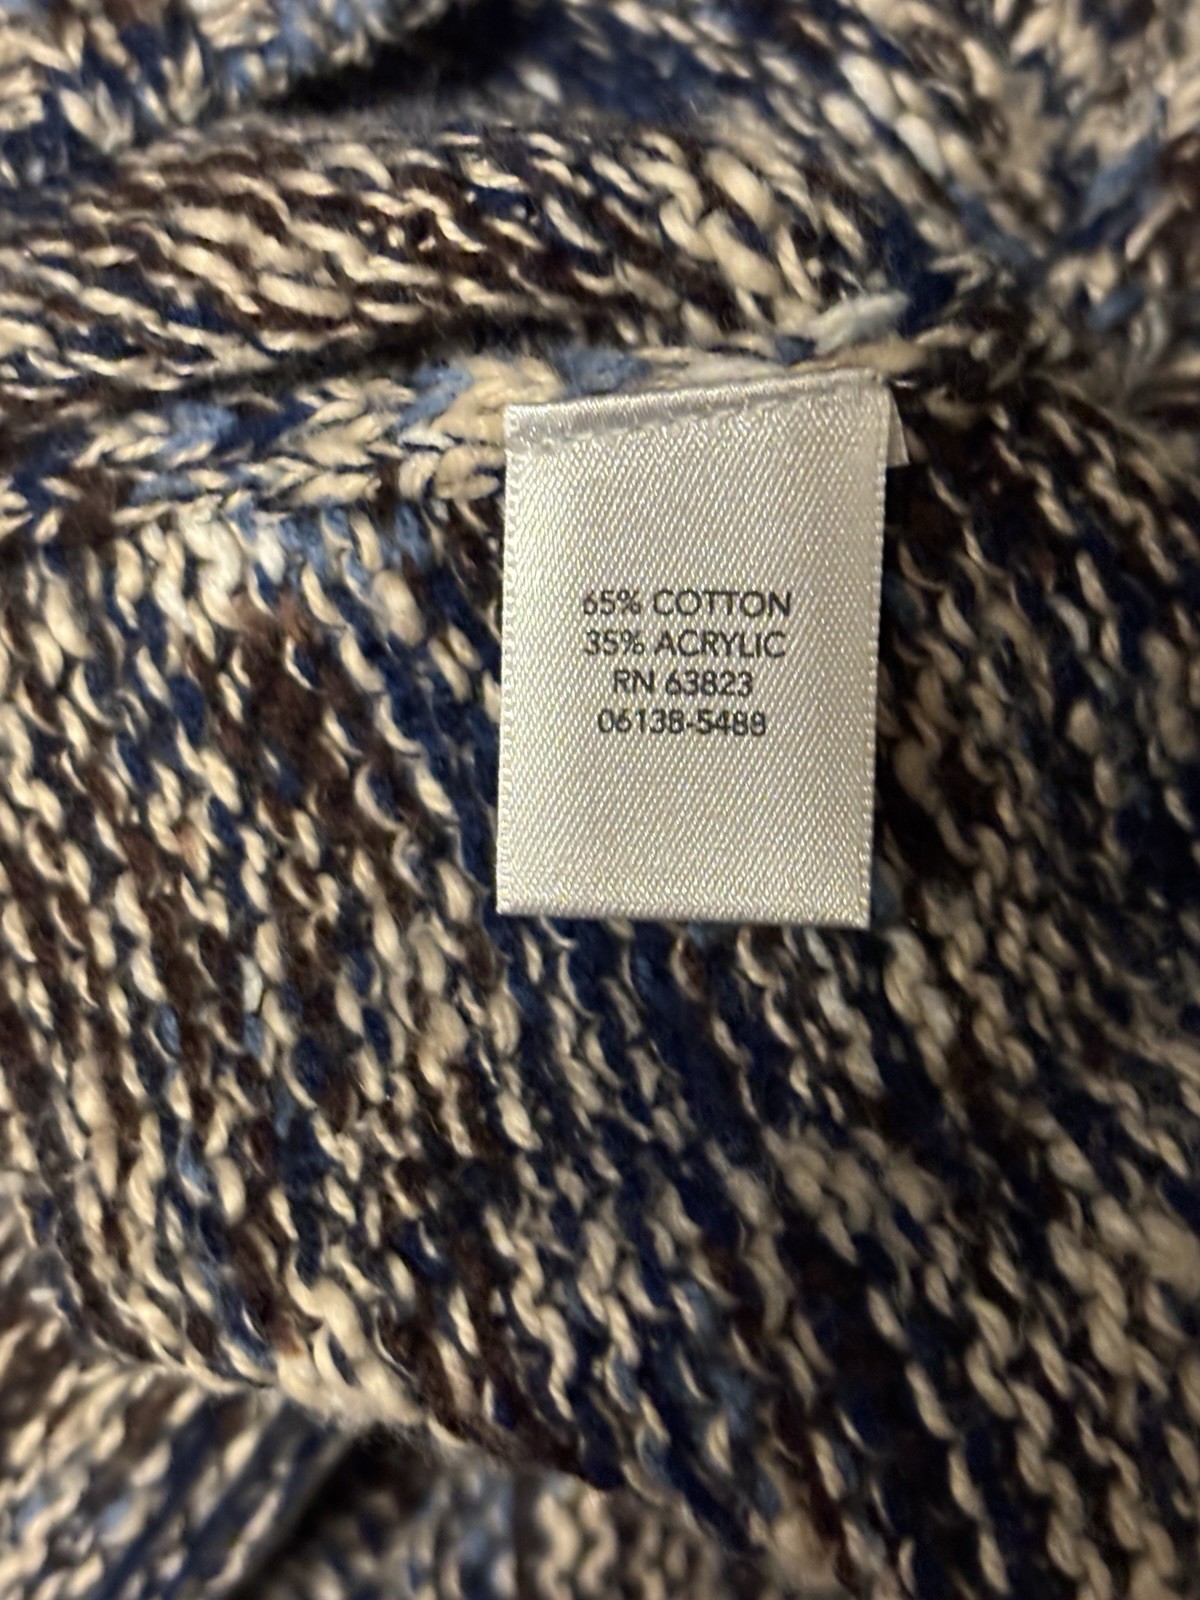 65% COTTON
35% ACRYLIC
RN 63823
06138-5488